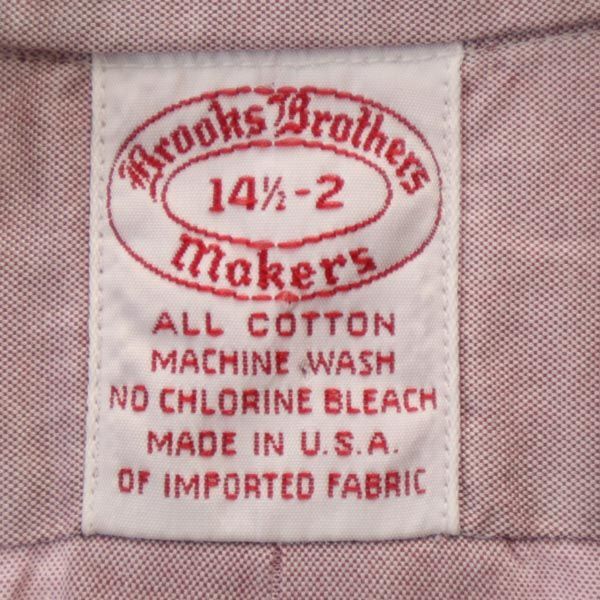 Brooks Brothers
14½-2
Makers
ALL COTTON
MACHINE WASH
NO CHLORINE BLEACH
MADE IN U.S.A.
OF IMPORTED FABRIC